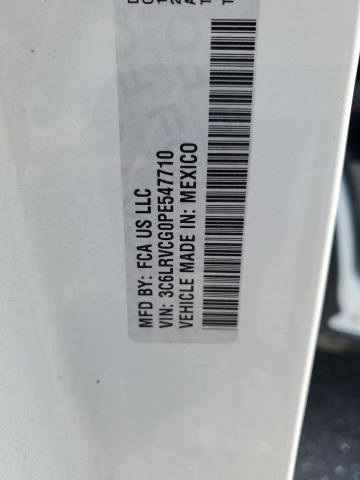 MFD BY: FCA US LLC
VIN: 3C6LRVCG0PE547710
VEHICLE MADE IN: MEXICO